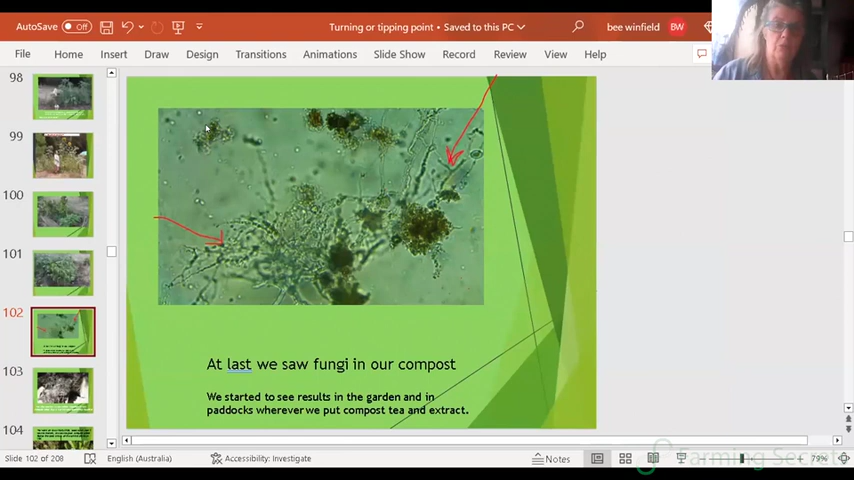 AutoSave Off Turning or tipping point • Saved to this PC bee winfield BW
File Home Insert Draw Design Transitions Animations Slide Show Record Review View Help
98
99
100
101
102
103
104
At last we saw fungi in our compost
We started to see results in the garden and in
paddocks wherever we put compost tea and extract.
Slide 102 of 208 English (Australia) Accessibility: Investigate Notes 79%
Farming Secrets